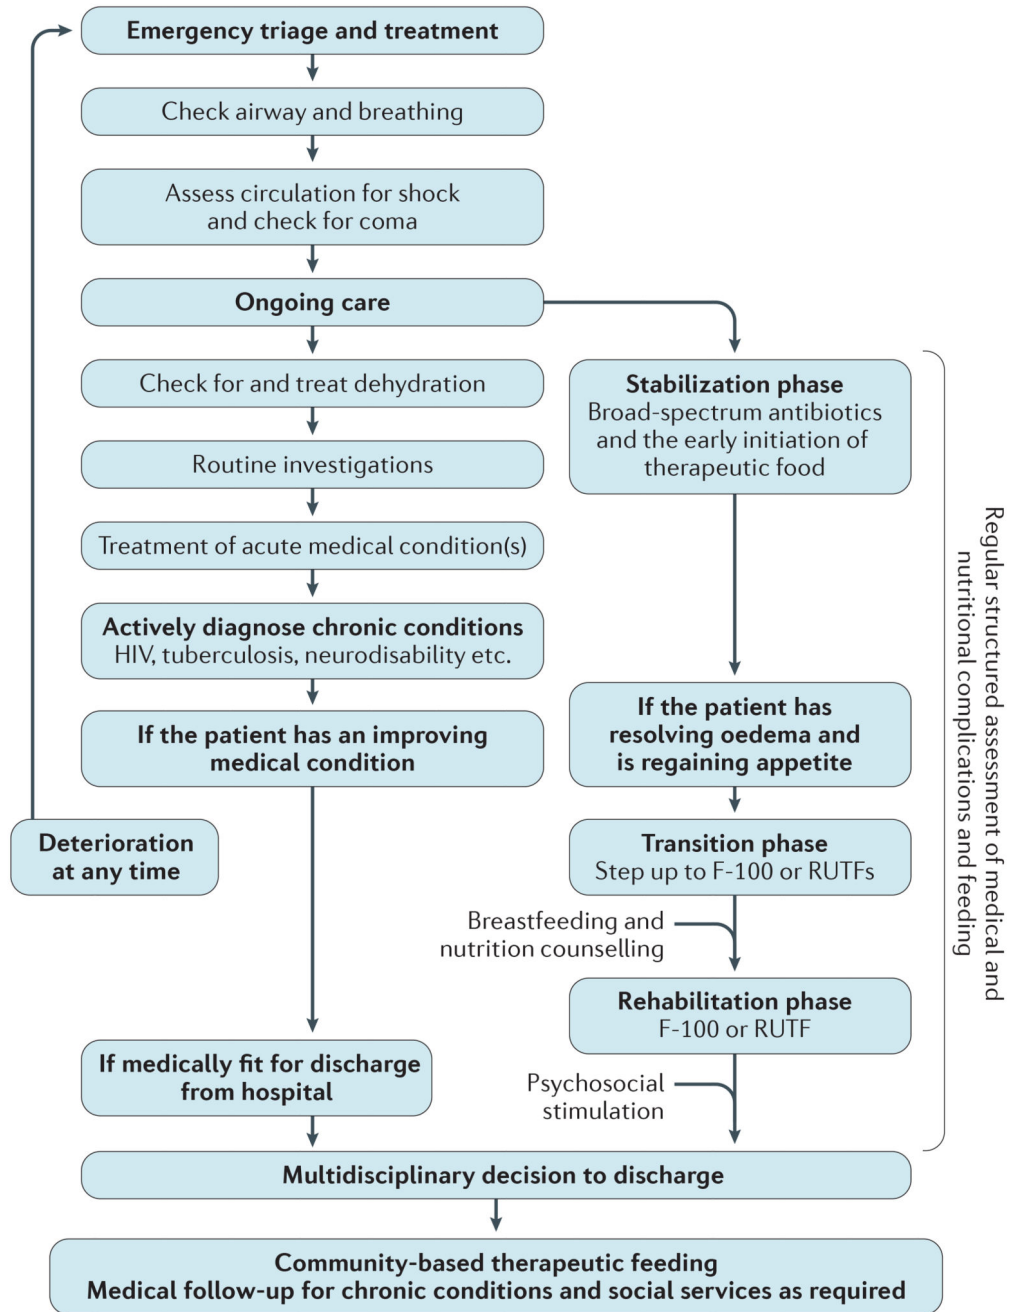 Emergency triage and treatment
Check airway and breathing
Assess circulation for shock
and check for coma
Ongoing care
Check for and treat dehydration
Routine investigations
Treatment of acute medical condition(s)
Actively diagnose chronic conditions
HIV, tuberculosis, neurodisability etc.
If the patient has an improving
medical condition
Deterioration
at any time
If medically fit for discharge
from hospital
Stabilization phase
Broad-spectrum antibiotics
and the early initiation of
therapeutic food
If the patient has
resolving oedema and
is regaining appetite
Transition phase
Step up to F-100 or RUTFs
Breastfeeding and
nutrition counselling
Rehabilitation phase
F-100 or RUTF
Psychosocial
stimulation
Regular structured assessment of medical and
nutritional complications and feeding
Multidisciplinary decision to discharge
Community-based therapeutic feeding
Medical follow-up for chronic conditions and social services as required